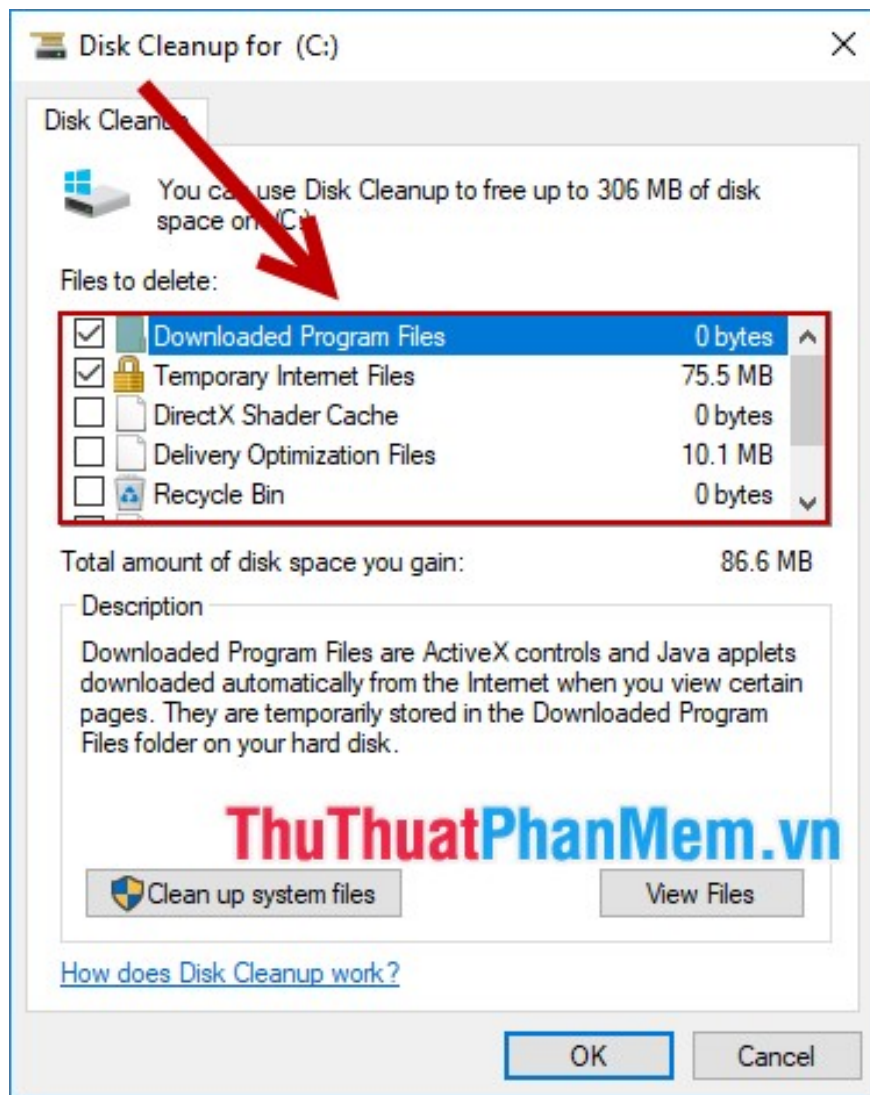 Disk Cleanup for (C:)
Disk Cleanup
You can use Disk Cleanup to free up to 306 MB of disk
space on (C:)
Files to delete:
Downloaded Program Files 0 bytes
Temporary Internet Files 75.5 MB
DirectX Shader Cache 0 bytes
Delivery Optimization Files 10.1 MB
Recycle Bin 0 bytes
Total amount of disk space you gain: 86.6 MB
Description
Downloaded Program Files are ActiveX controls and Java applets
downloaded automatically from the Internet when you view certain
pages. They are temporarily stored in the Downloaded Program
Files folder on your hard disk.
ThuThuatPhanMem.vn
Clean up system files View Files
How does Disk Cleanup work?
OK Cancel